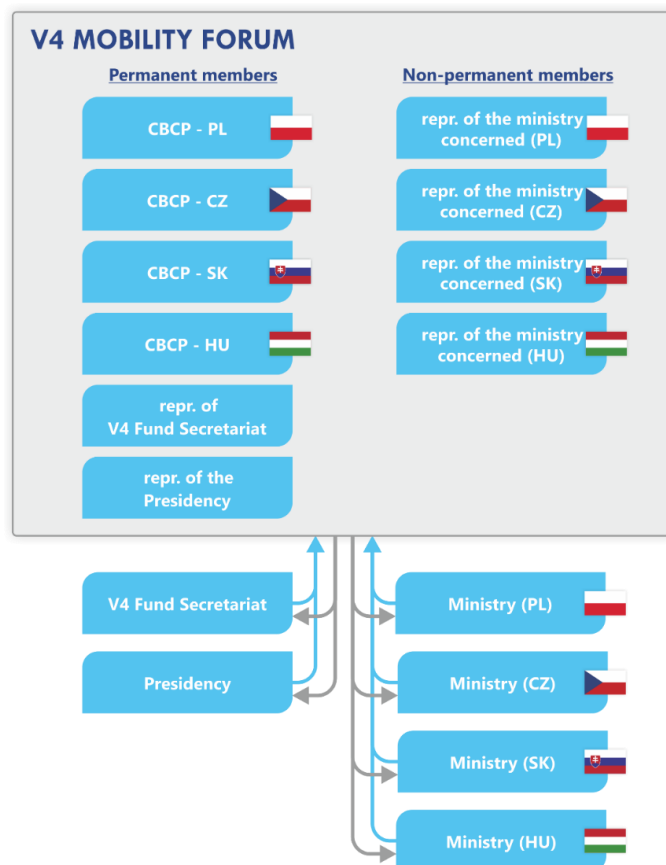 V4 MOBILITY FORUM
Permanent members
CBCP - PL
CBCP - CZ
CBCP - SK
CBCP - HU
repr. of
V4 Fund Secretariat
repr. of the
Presidency
Non-permanent members
repr. of the ministry
concerned (PL)
repr. of the ministry
concerned (CZ)
repr. of the ministry
concerned (SK)
repr. of the ministry
concerned (HU)
V4 Fund Secretariat
Presidency
Ministry (PL)
Ministry (CZ)
Ministry (SK)
Ministry (HU)